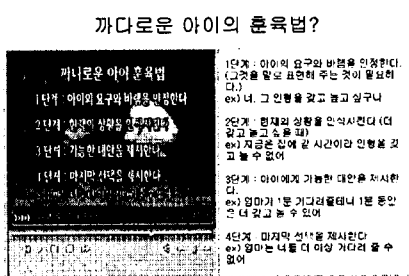 까다로운 아이의 훈육법?
까다로운 아이 훈육법
1단계 : 아이의 요구와 바램을 인정한다
2단계 : 현재의 상황을 인식시킨다
3단계 : 가능한 대안을 제시한다
4단계 : 마지막 선택을 제시한다
1단계 : 아이의 요구와 바램을 인정한다.
(그것을 말로 표현해 주는 것이 필요하
다.)
ex) 너, 그 인형을 갖고 놀고 싶구나
2단계 : 현재의 상황을 인식시킨다 (더
갖고 놀고 싶을 때)
ex) 지금은 집에 갈 시간이라 인형을 갖
고 놀 수 없어
3단계 : 아이에게 가능한 대안을 제시한
다.
ex) 엄마가 1분 기다려줄테니 1분 동안
은 더 갖고 놀 수 있어
4단계 : 마지막 선택을 제시한다
ex) 엄마는 너를 더 이상 기다려 줄 수
없어